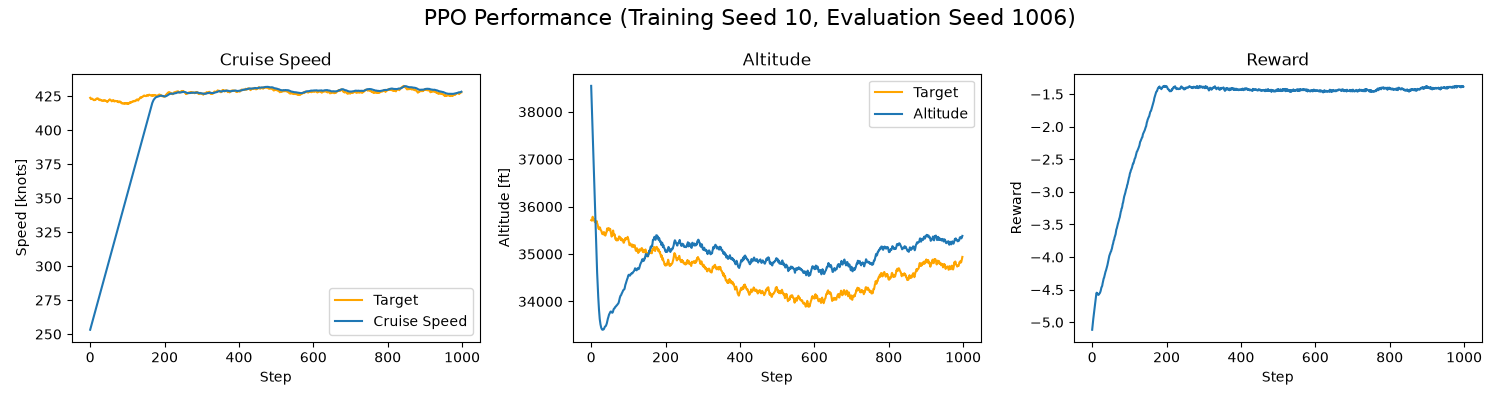 PPO Performance (Training Seed 10, Evaluation Seed 1006)
Cruise Speed
Speed [knots]
425
400
375
350
325
300
275
250
0 200 400 600 800 1000
Step
Target
Cruise Speed
Altitude
Altitude [ft]
38000
37000
36000
35000
34000
0 200 400 600 800 1000
Step
Target
Altitude
Reward
Reward
−1.5
−2.0
−2.5
−3.0
−3.5
−4.0
−4.5
−5.0
0 200 400 600 800 1000
Step